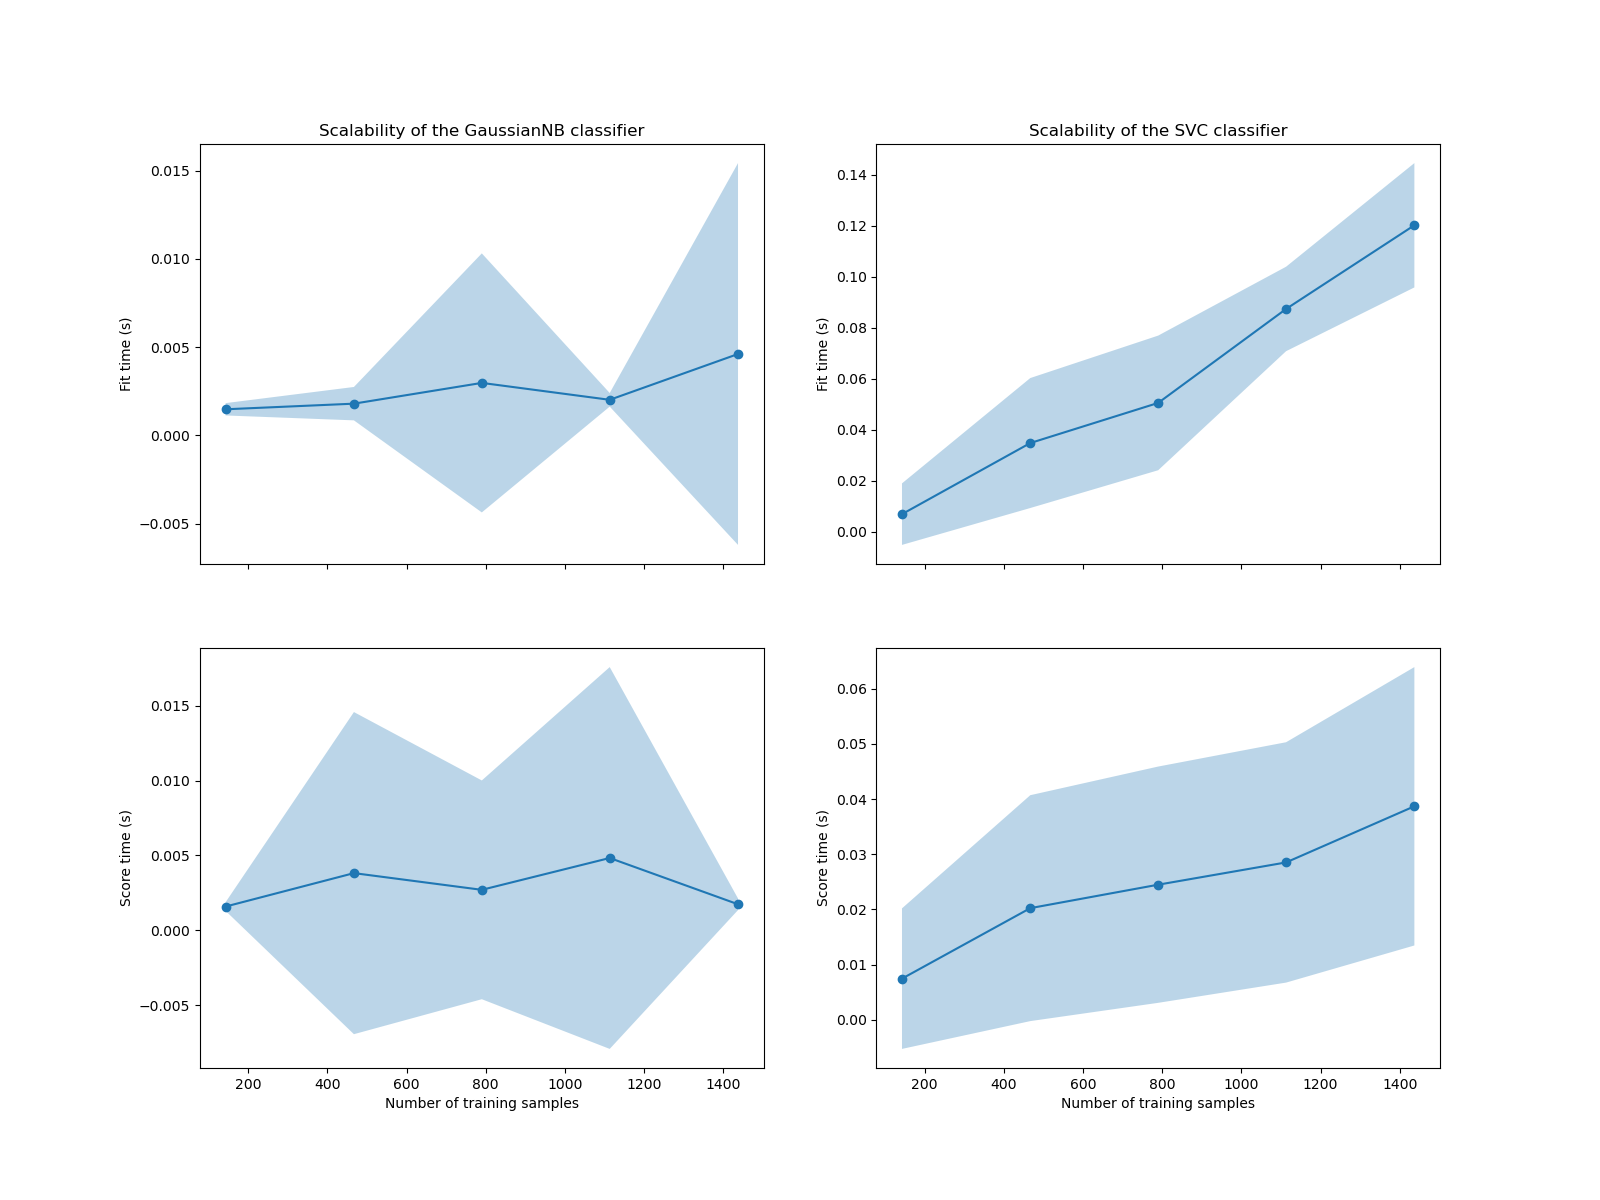 Scalability of the GaussianNB classifier
Scalability of the SVC classifier
0.015
0.010
0.005
0.000
−0.005
Fit time (s)
0.14
0.12
0.10
0.08
0.06
0.04
0.02
0.00
Fit time (s)
0.015
0.010
0.005
0.000
−0.005
Score time (s)
200 400 600 800 1000 1200 1400
Number of training samples
0.06
0.05
0.04
0.03
0.02
0.01
0.00
Score time (s)
200 400 600 800 1000 1200 1400
Number of training samples